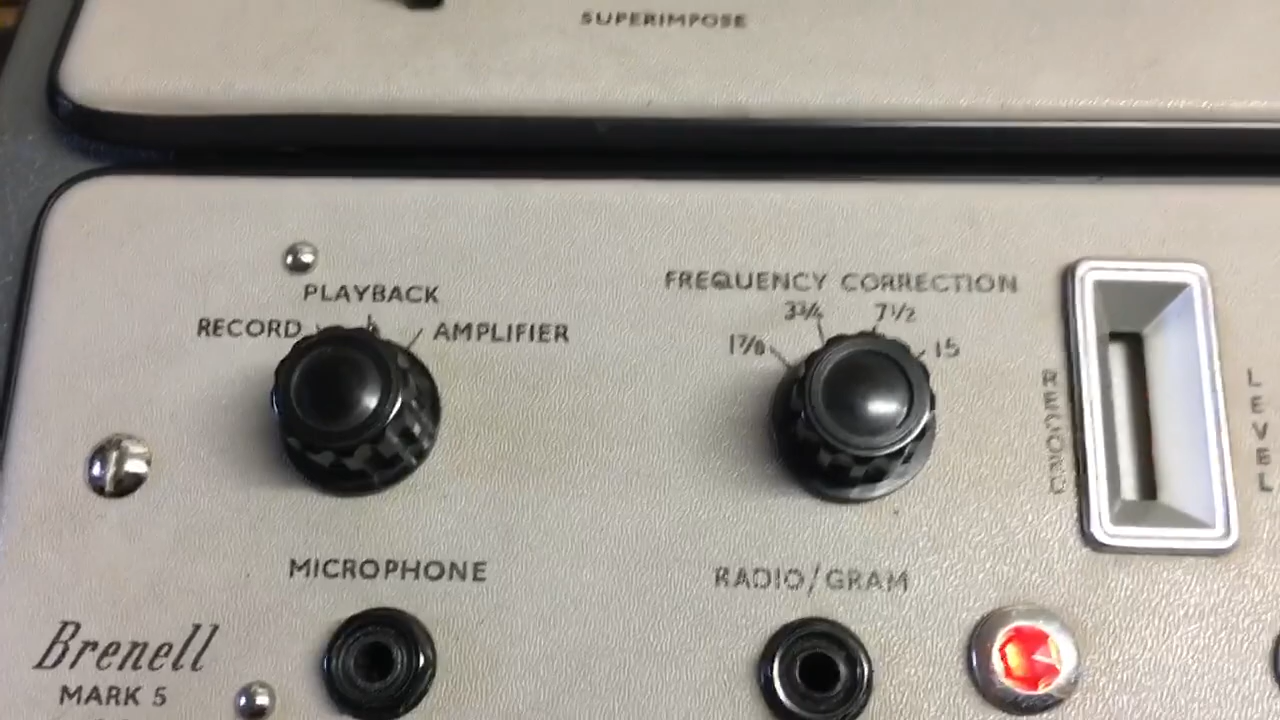 SUPERIMPOSE
PLAYBACK
RECORD
AMPLIFIER
FREQUENCY CORRECTION
1⅞
3¾
7½
15
RECORD
LEVEL
MICROPHONE
RADIO/GRAM
Brenell
MARK 5